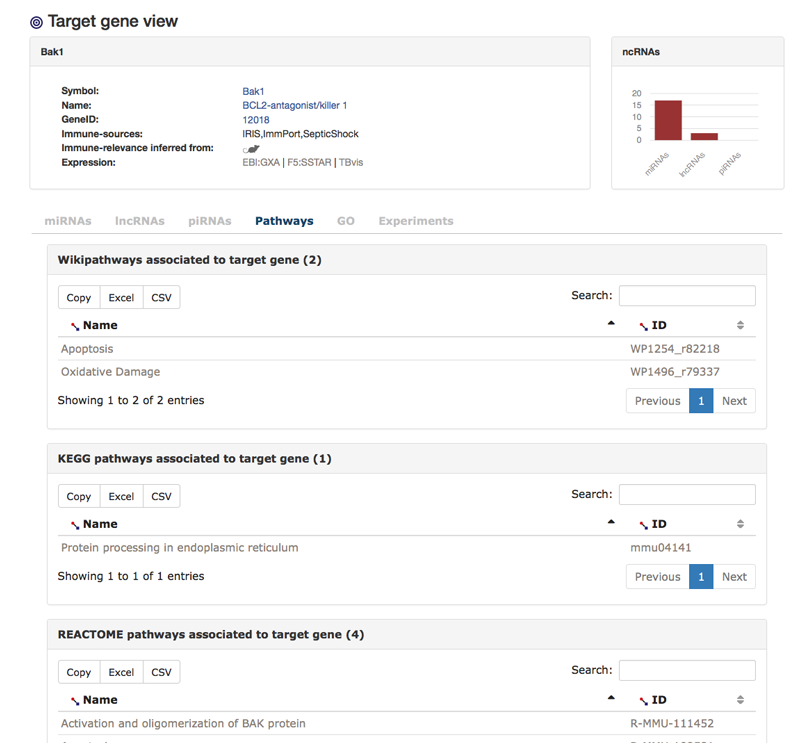 Target gene view
Bak1
Symbol: Bak1
Name: BCL2-antagonist/killer 1
GeneID: 12018
Immune-sources: IRIS,ImmPort,SepticShock
Immune-relevance inferred from:
Expression: EBI:GXA | F5:SSTAR | TBvis
ncRNAs
20
15
10
5
0
miRNAs lncRNAs piRNAs
miRNAs lncRNAs piRNAs Pathways GO Experiments
Wikipathways associated to target gene (2)
Copy Excel CSV Search:
Name ID
Apoptosis WP1254_r82218
Oxidative Damage WP1496_r79337
Showing 1 to 2 of 2 entries Previous 1 Next
KEGG pathways associated to target gene (1)
Copy Excel CSV Search:
Name ID
Protein processing in endoplasmic reticulum mmu04141
Showing 1 to 1 of 1 entries Previous 1 Next
REACTOME pathways associated to target gene (4)
Copy Excel CSV Search:
Name ID
Activation and oligomerization of BAK protein R-MMU-111452